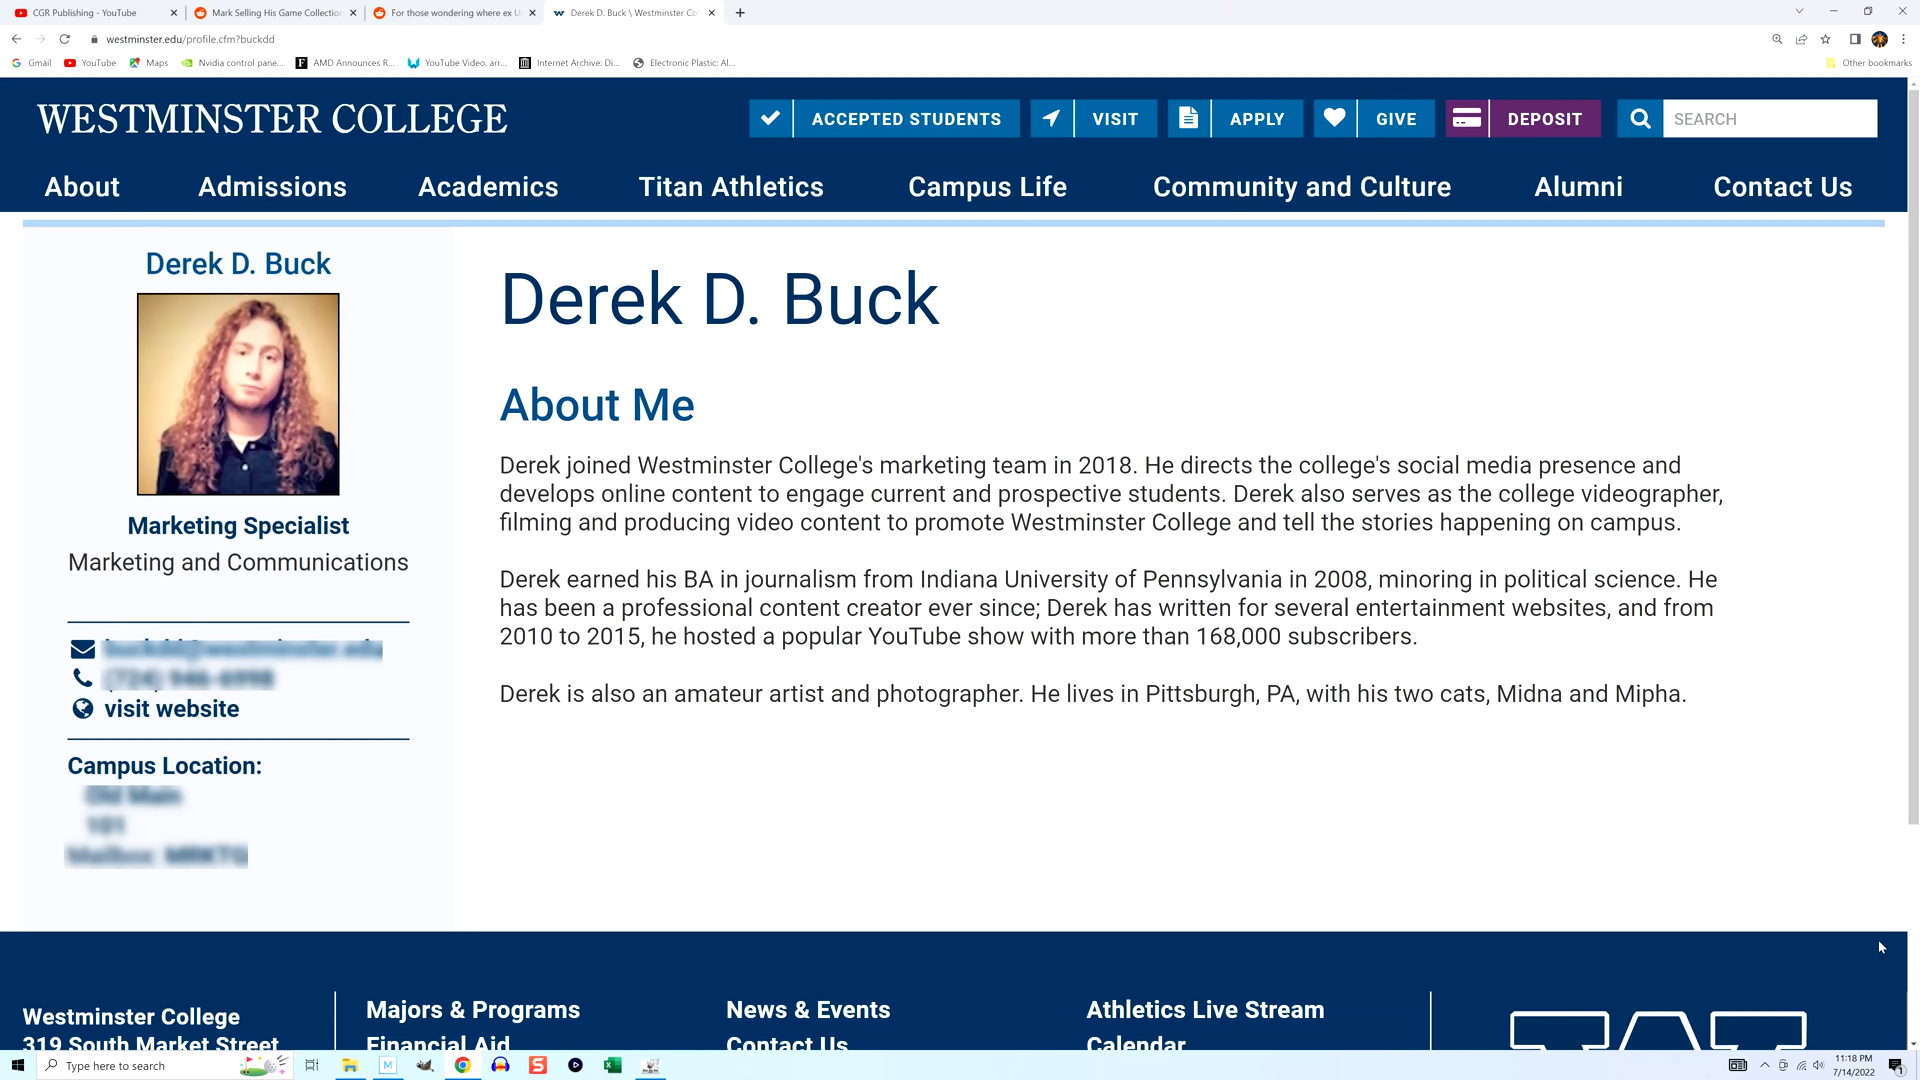 CGR Publishing - YouTube
Mark Selling His Game Collection
For those wondering where ex U
Derek D. Buck \ Westminster Co
westminster.edu/profile.cfm?buckdd
Gmail
YouTube
Maps
Nvidia control pane...
AMD Announces R...
YouTube Video, arr...
Internet Archive: Di...
Electronic Plastic: Al...
Other bookmarks
WESTMINSTER COLLEGE
ACCEPTED STUDENTS
VISIT
APPLY
GIVE
DEPOSIT
SEARCH
About
Admissions
Academics
Titan Athletics
Campus Life
Community and Culture
Alumni
Contact Us
Derek D. Buck
Marketing Specialist
Marketing and Communications
visit website
Campus Location:
Derek D. Buck
About Me
Derek joined Westminster College's marketing team in 2018. He directs the college's social media presence and
develops online content to engage current and prospective students. Derek also serves as the college videographer,
filming and producing video content to promote Westminster College and tell the stories happening on campus.
Derek earned his BA in journalism from Indiana University of Pennsylvania in 2008, minoring in political science. He
has been a professional content creator ever since; Derek has written for several entertainment websites, and from
2010 to 2015, he hosted a popular YouTube show with more than 168,000 subscribers.
Derek is also an amateur artist and photographer. He lives in Pittsburgh, PA, with his two cats, Midna and Mipha.
Westminster College
319 South Market Street
Majors & Programs
Financial Aid
News & Events
Contact Us
Athletics Live Stream
Calendar
Type here to search
11:18 PM
7/14/2022